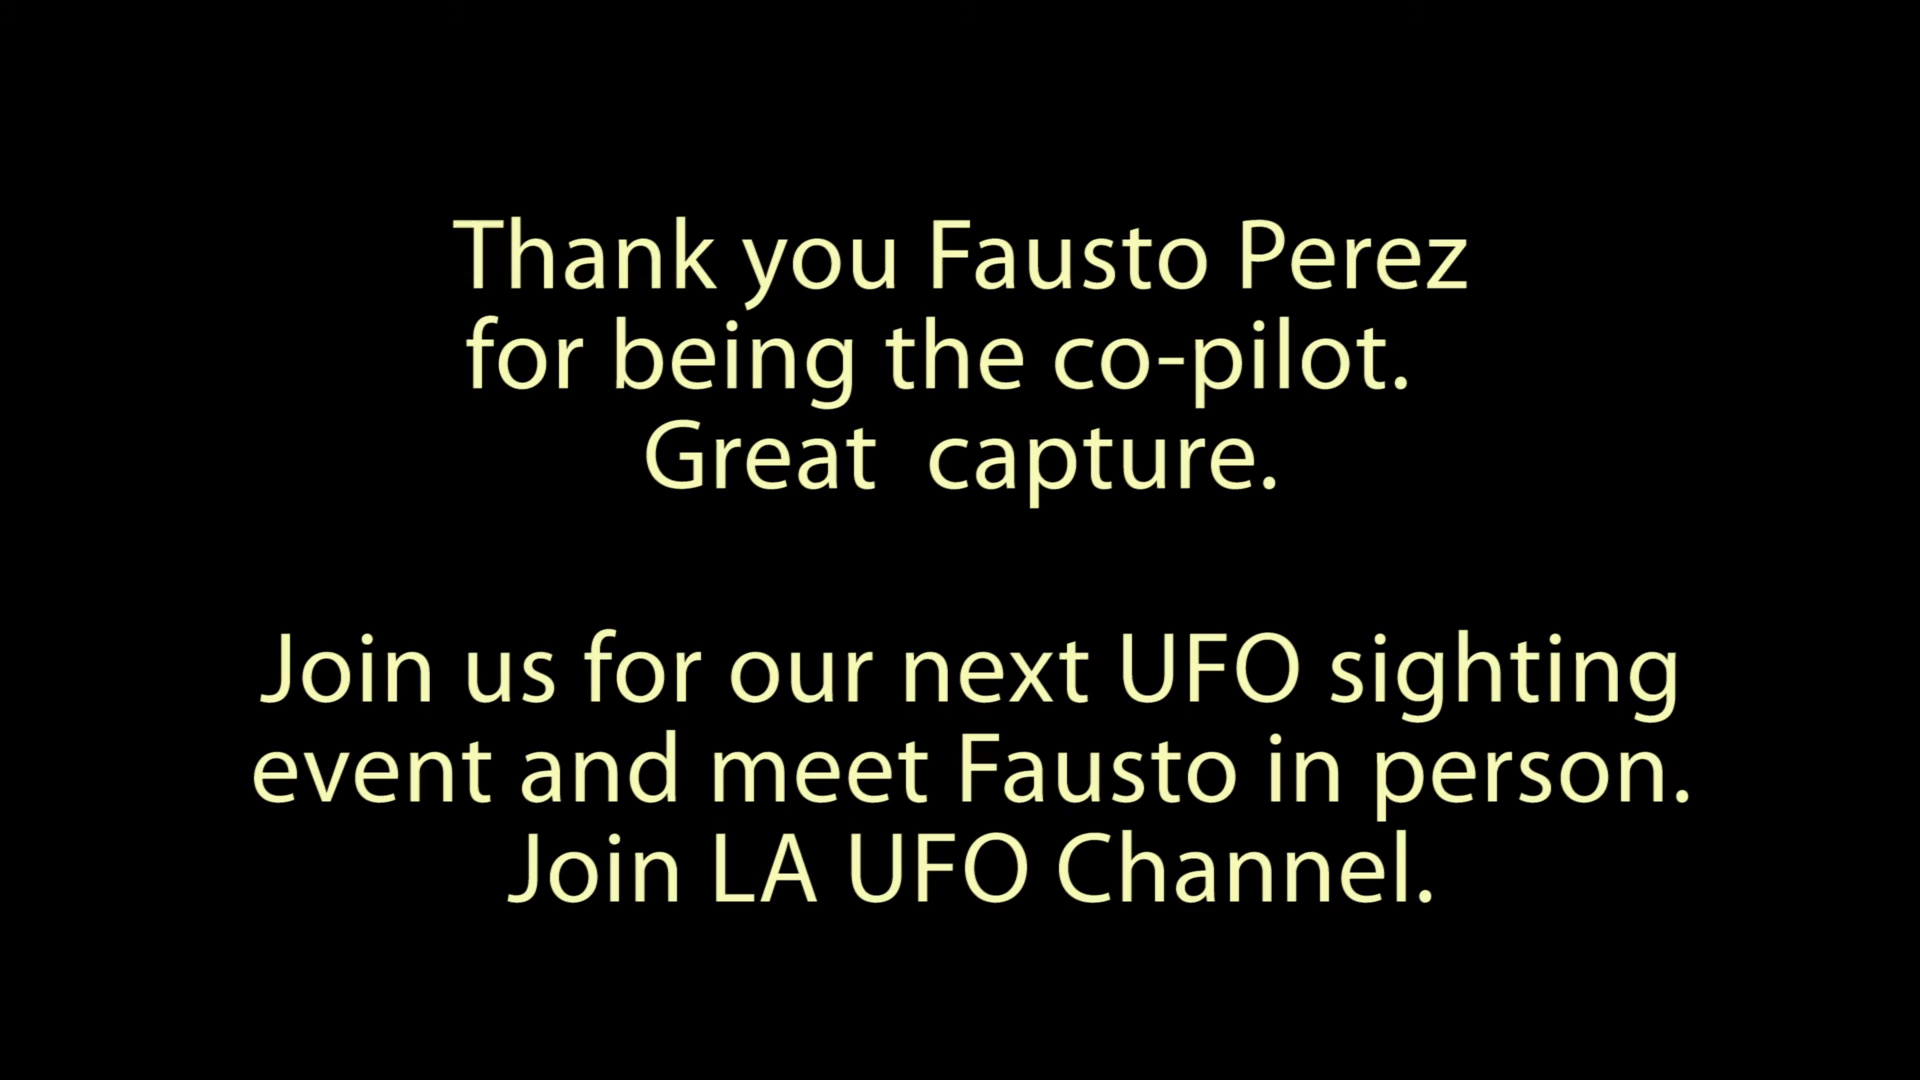 Thank you Fausto Perez
for being the co-pilot.
Great  capture.
Join us for our next UFO sighting
event and meet Fausto in person.
Join LA UFO Channel.